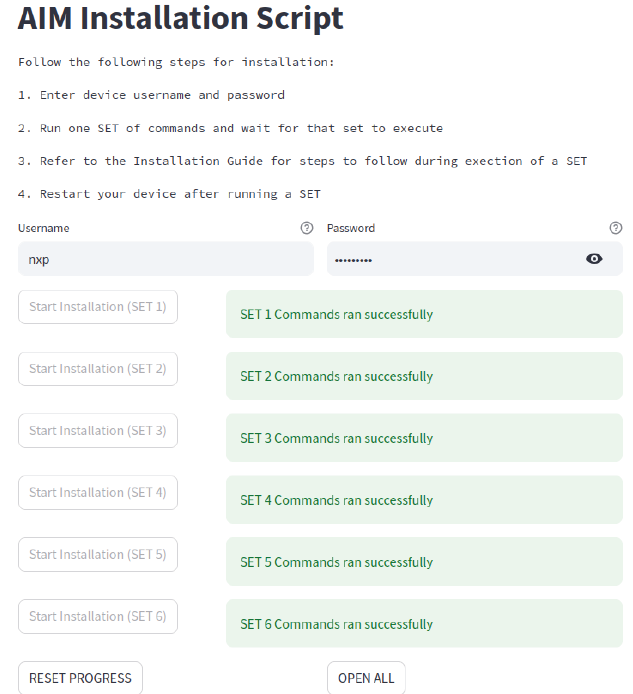 AIM Installation Script
Follow the following steps for installation:
1. Enter device username and password
2. Run one SET of commands and wait for that set to execute
3. Refer to the Installation Guide for steps to follow during exection of a SET
4. Restart your device after running a SET
Username
Password
nxp
•••••••••
Start Installation (SET 1)
SET 1 Commands ran successfully
Start Installation (SET 2)
SET 2 Commands ran successfully
Start Installation (SET 3)
SET 3 Commands ran successfully
Start Installation (SET 4)
SET 4 Commands ran successfully
Start Installation (SET 5)
SET 5 Commands ran successfully
Start Installation (SET 6)
SET 6 Commands ran successfully
RESET PROGRESS
OPEN ALL